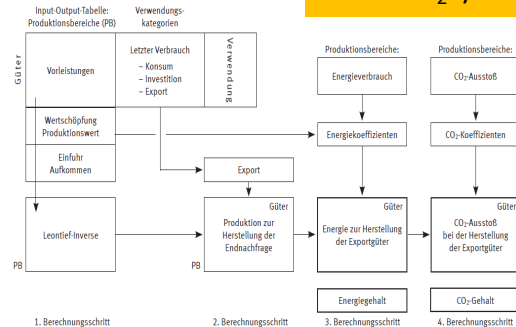 Input-Output-Tabelle:
Produktionsbereiche (PB)
Verwendungs-
kategorien
Güter
Vorleistungen
Letzter Verbrauch
– Konsum
– Investition
– Export
Verwendung
Wertschöpfung
Produktionswert
Einfuhr
Aufkommen
Leontief-Inverse
PB
Export
Güter
Produktion zur
Herstellung der
Endnachfrage
PB
Produktionsbereiche:
Energieverbrauch
Energiekoeffizienten
Güter
Energie zur Herstellung
der Exportgüter
Energiegehalt
Produktionsbereiche:
CO₂-Ausstoß
CO₂-Koeffizienten
Güter
CO₂-Ausstoß
bei der Herstellung
der Exportgüter
CO₂-Gehalt
1. Berechnungsschritt
2. Berechnungsschritt
3. Berechnungsschritt
4. Berechnungsschritt